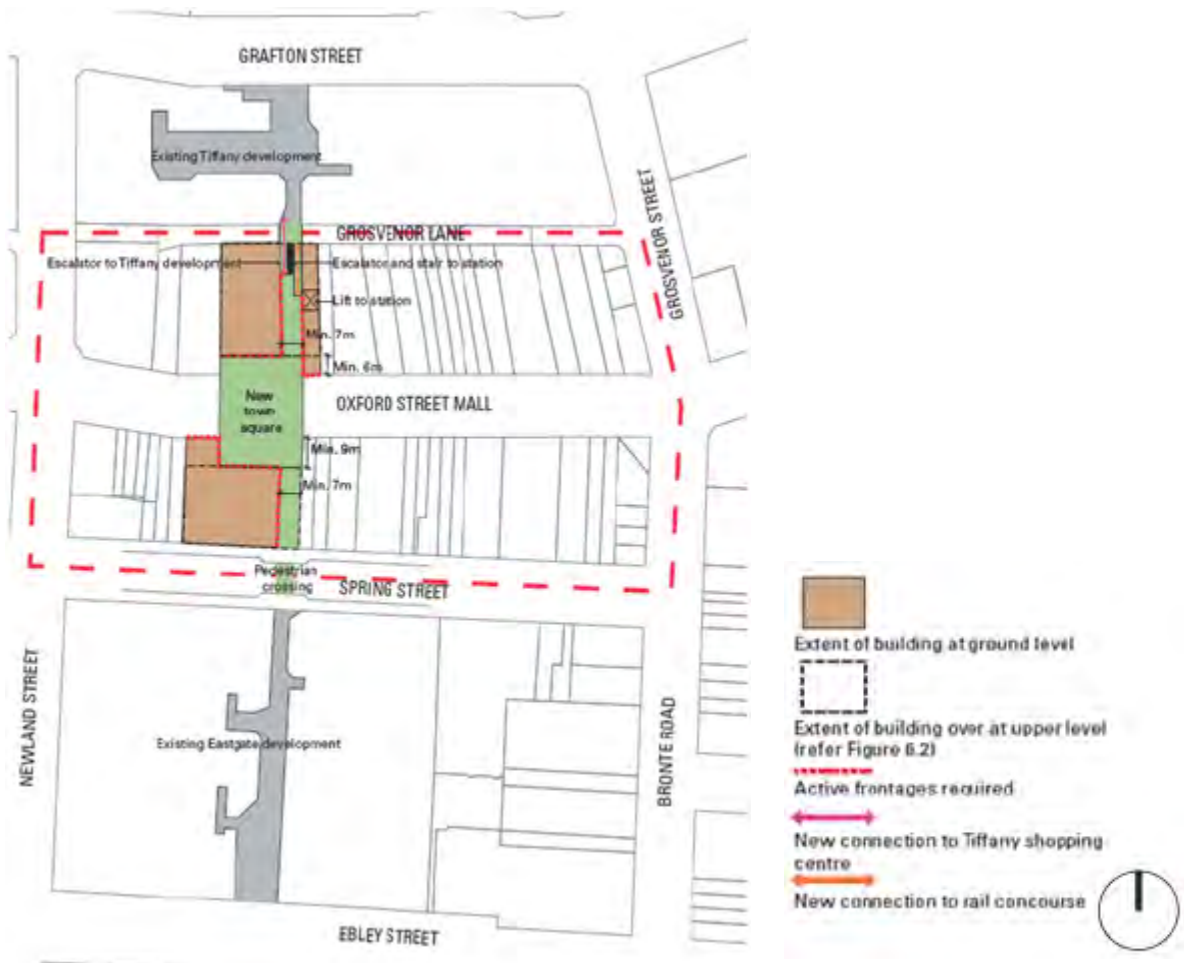 GRAFTON STREET
Existing Tiffany development
GROSVENOR STREET
GROSVENOR LANE
Escalator to Tiffany development
Escalator and stair to station
Lift to station
Min. 7m
Min. 6m
New
town
square
OXFORD STREET MALL
Min. 9m
Min. 7m
Pedestrian
crossing
SPRING STREET
NEWLAND STREET
Existing Eastgate development
BRONTE ROAD
EBLEY STREET
Extent of building at ground level
Extent of building over at upper level
(refer Figure 6.2)
Active frontages required
New connection to Tiffany shopping
centre
New connection to rail concourse